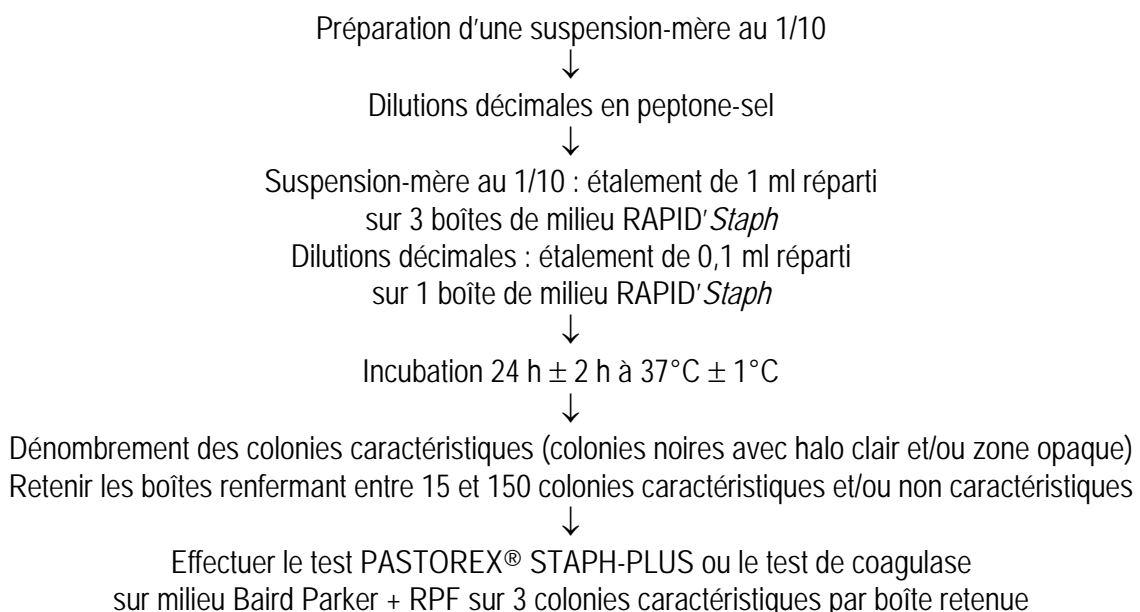 Préparation d'une suspension-mère au 1/10
↓
Dilutions décimales en peptone-sel
↓
Suspension-mère au 1/10 : étalement de 1 ml réparti
sur 3 boîtes de milieu RAPID'Staph
Dilutions décimales : étalement de 0,1 ml réparti
sur 1 boîte de milieu RAPID'Staph
↓
Incubation 24 h ± 2 h à 37°C ± 1°C
↓
Dénombrement des colonies caractéristiques (colonies noires avec halo clair et/ou zone opaque)
Retenir les boîtes renfermant entre 15 et 150 colonies caractéristiques et/ou non caractéristiques
↓
Effectuer le test PASTOREX® STAPH-PLUS ou le test de coagulase
sur milieu Baird Parker + RPF sur 3 colonies caractéristiques par boîte retenue